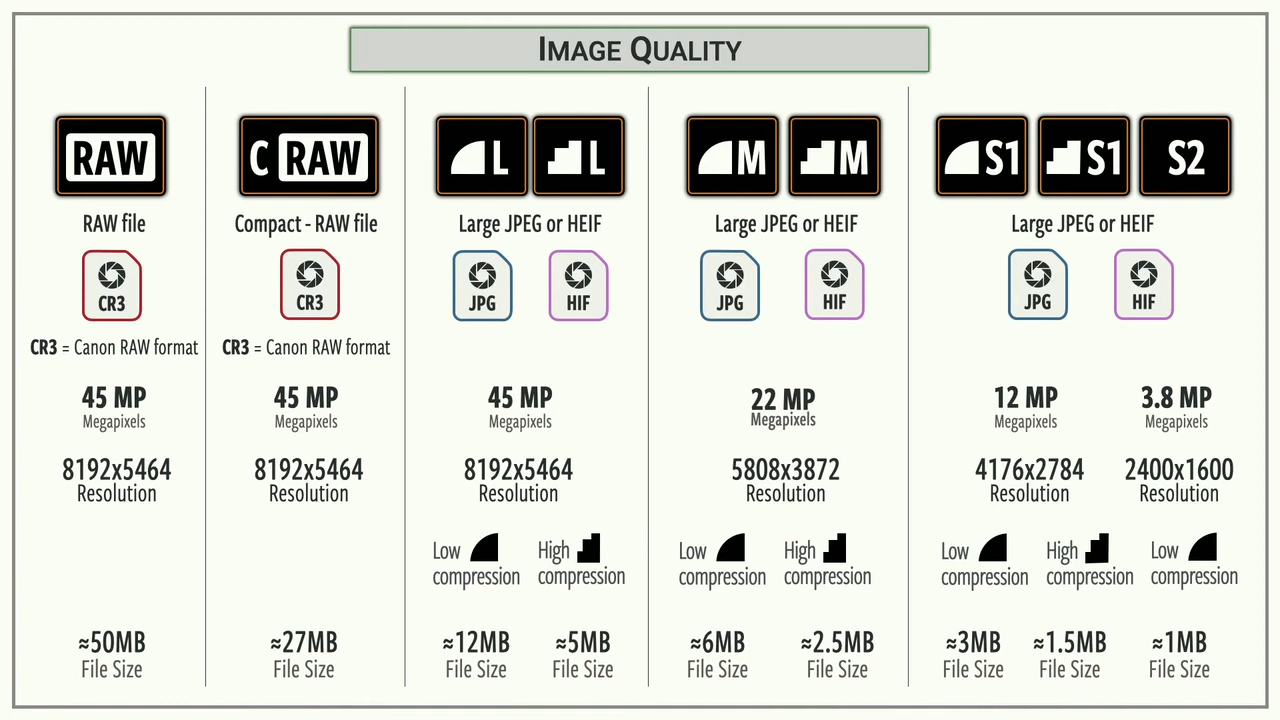 IMAGE QUALITY
RAW
C RAW
L
L
M
M
S1
S1
S2
RAW file
Compact - RAW file
Large JPEG or HEIF
Large JPEG or HEIF
Large JPEG or HEIF
CR3
CR3
JPG
HIF
JPG
HIF
JPG
HIF
CR3 = Canon RAW format
CR3 = Canon RAW format
45 MP
Megapixels
45 MP
Megapixels
45 MP
Megapixels
22 MP
Megapixels
12 MP
Megapixels
3.8 MP
Megapixels
8192x5464
Resolution
8192x5464
Resolution
8192x5464
Resolution
5808x3872
Resolution
4176x2784
Resolution
2400x1600
Resolution
Low
compression
High
compression
Low
compression
High
compression
Low
compression
High
compression
Low
compression
≈50MB
File Size
≈27MB
File Size
≈12MB
File Size
≈5MB
File Size
≈6MB
File Size
≈2.5MB
File Size
≈3MB
File Size
≈1.5MB
File Size
≈1MB
File Size